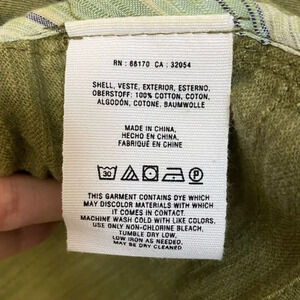 RN : 66170 CA : 32054
SHELL, VESTE, EXTERIOR, ESTERNO,
OBERSTOFF: 100% COTTON, COTON,
ALGODÓN, COTONE, BAUMWOLLE
MADE IN CHINA,
HECHO EN CHINA,
FABRIQUÉ EN CHINE
30 P
THIS GARMENT CONTAINS DYE WHICH
MAY DISCOLOR MATERIALS WITH WHICH
IT COMES IN CONTACT.
MACHINE WASH COLD WITH LIKE COLORS,
USE ONLY NON-CHLORINE BLEACH,
TUMBLE DRY LOW,
LOW IRON AS NEEDED,
MAY BE DRY CLEANED